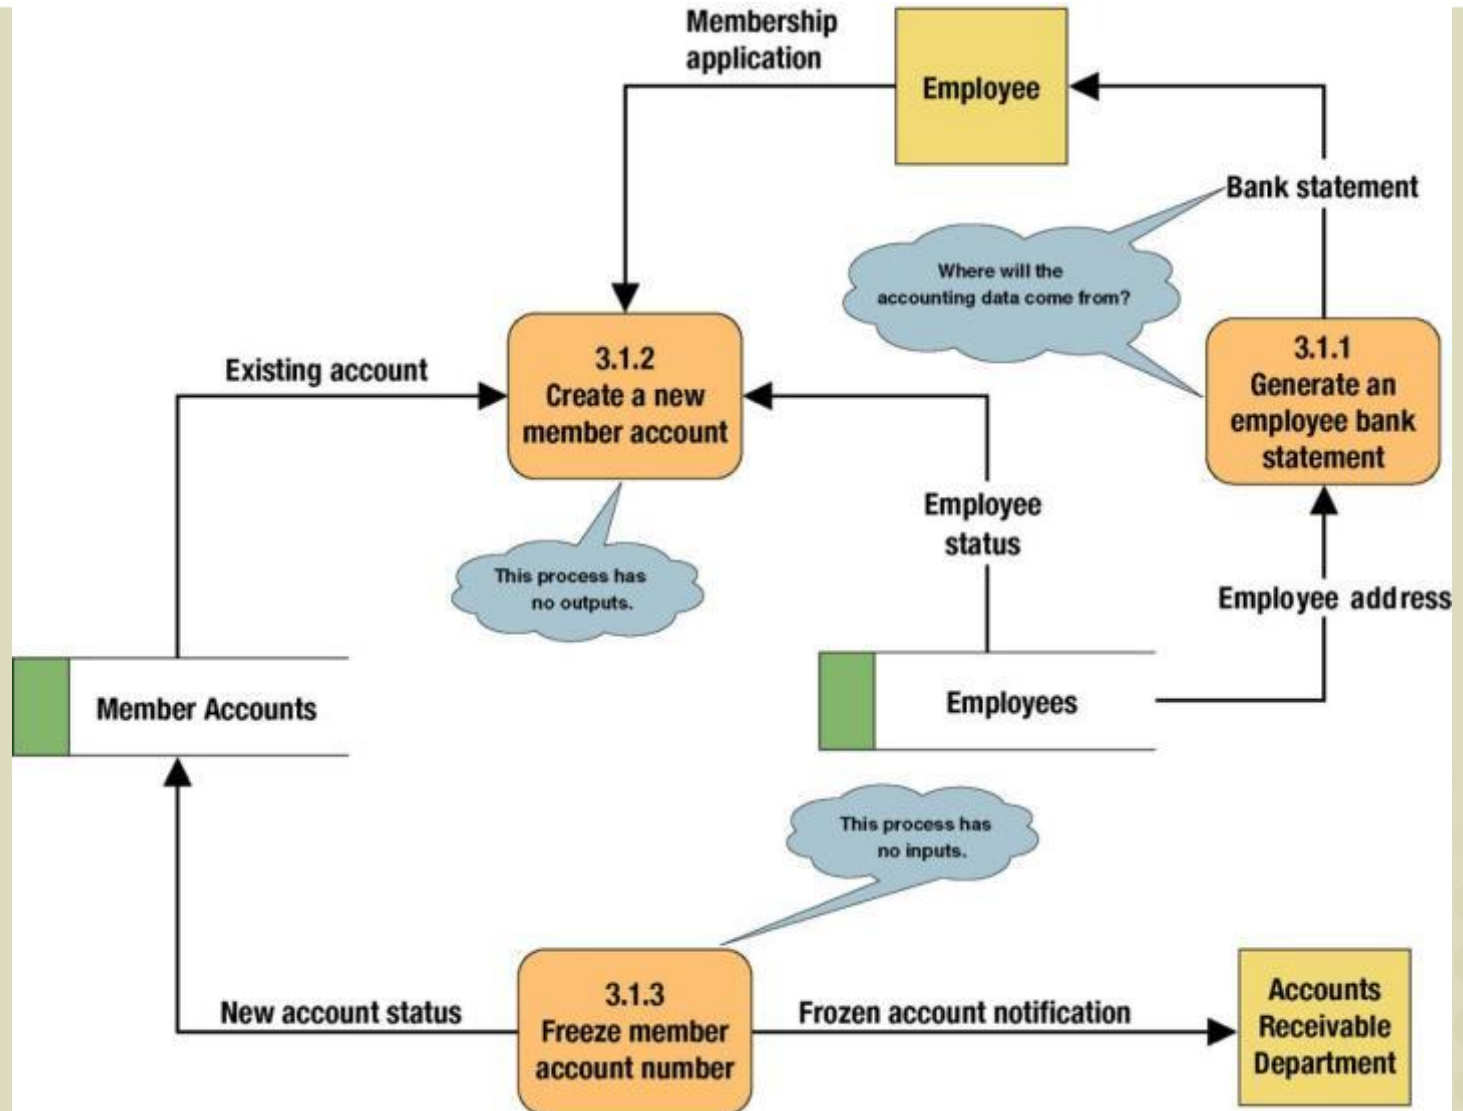 Membership
application
Employee
Bank statement
Where will the
accounting data come from?
3.1.1
Generate an
employee bank
statement
Existing account
3.1.2
Create a new
member account
Employee
status
This process has
no outputs.
Employee address
Member Accounts
Employees
This process has
no inputs.
New account status
3.1.3
Freeze member
account number
Frozen account notification
Accounts
Receivable
Department